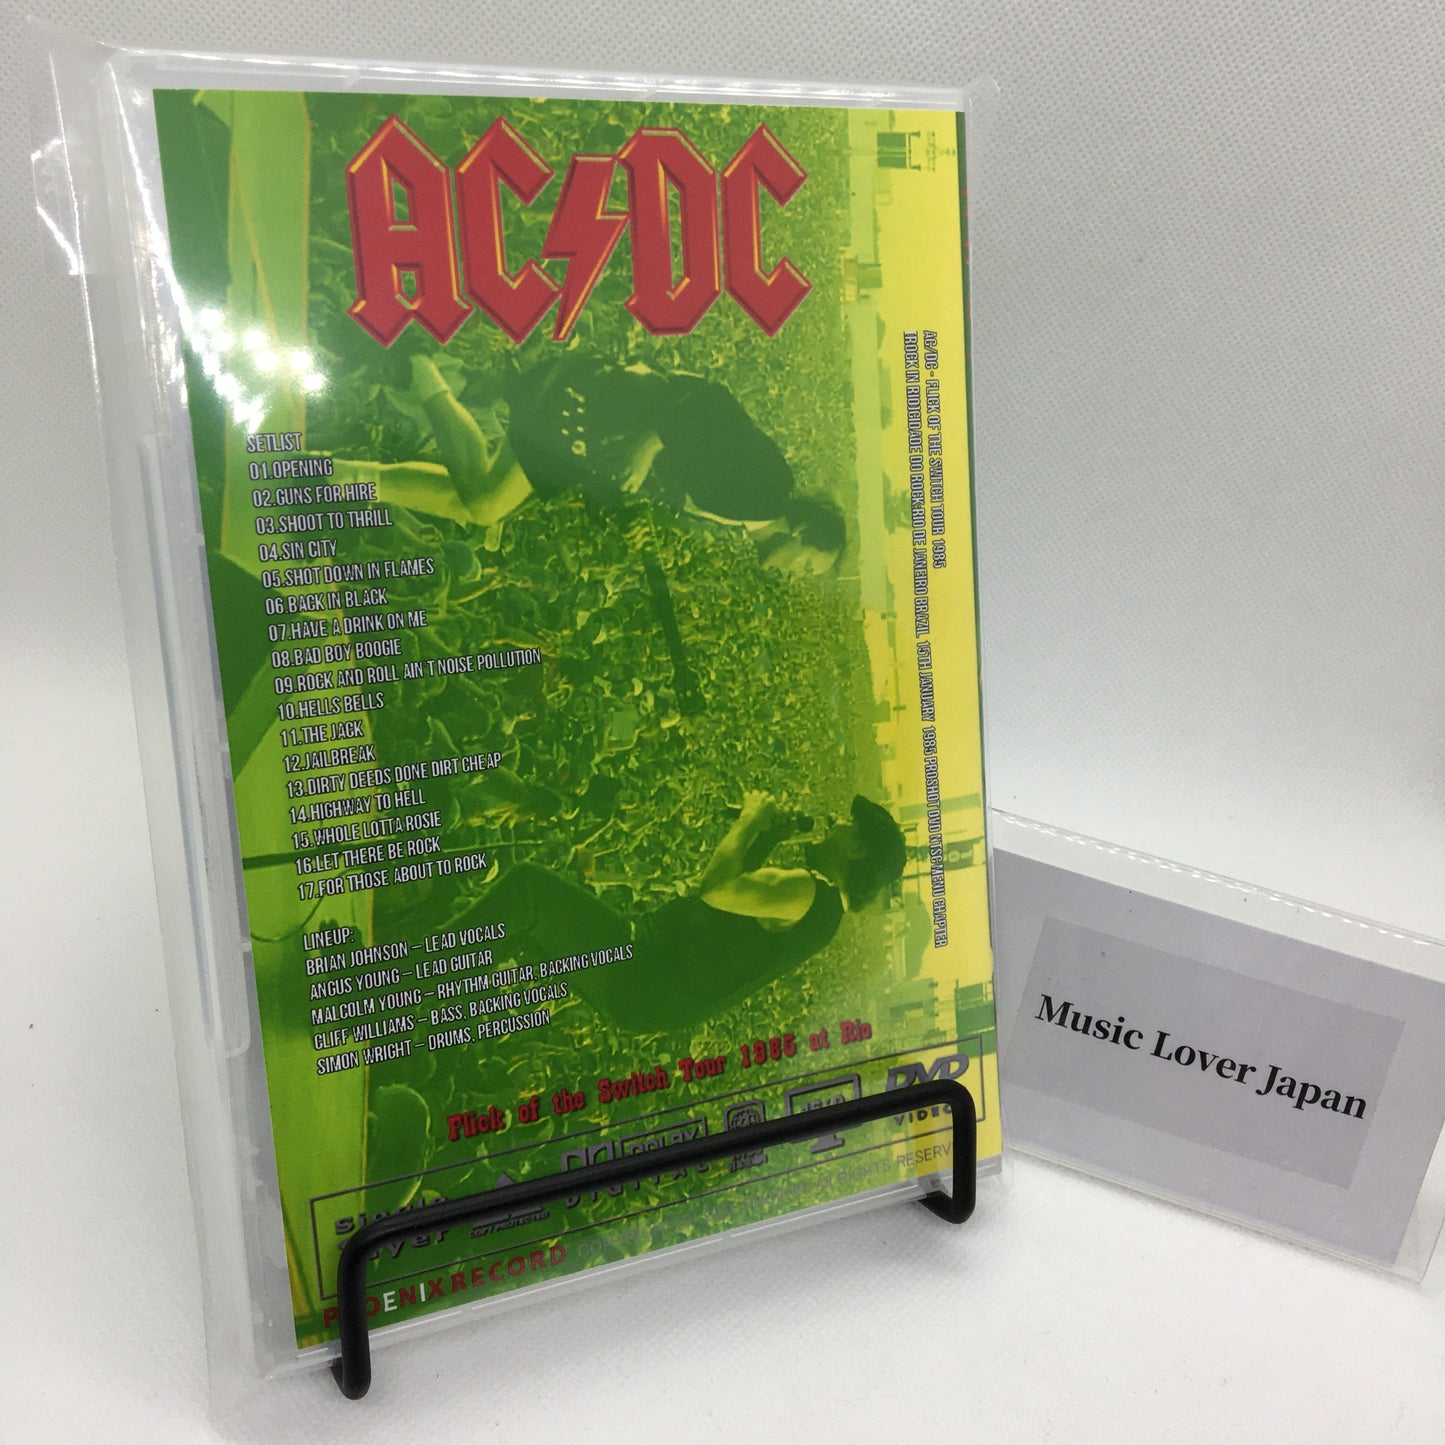 AC/DC
AC/DC - FLICK OF THE SWITCH TOUR 1985
(ROCK IN RIO)CIDADE DO ROCK-RIO DE JANEIRO BRAZIL 15TH JANUARY 1985 PROSHOT DVD NTSC MENU CHAPTER
SETLIST
01.OPENING
02.GUNS FOR HIRE
03.SHOOT TO THRILL
04.SIN CITY
05.SHOT DOWN IN FLAMES
06.BACK IN BLACK
07.HAVE A DRINK ON ME
08.BAD BOY BOOGIE
09.ROCK AND ROLL AIN'T NOISE POLLUTION
10.HELLS BELLS
11.THE JACK
12.JAILBREAK
13.DIRTY DEEDS DONE DIRT CHEAP
14.HIGHWAY TO HELL
15.WHOLE LOTTA ROSIE
16.LET THERE BE ROCK
17.FOR THOSE ABOUT TO ROCK
LINEUP:
BRIAN JOHNSON – LEAD VOCALS
ANGUS YOUNG – LEAD GUITAR
MALCOLM YOUNG – RHYTHM GUITAR, BACKING VOCALS
CLIFF WILLIAMS – BASS, BACKING VOCALS
SIMON WRIGHT – DRUMS, PERCUSSION
Flick of the Switch Tour 1985 at Rio
DOLBY
DIGITAL
DVD
VIDEO
COPY PROTECTED
PHOENIX RECORD
RIGHTS RESERV
Music Lover Japan